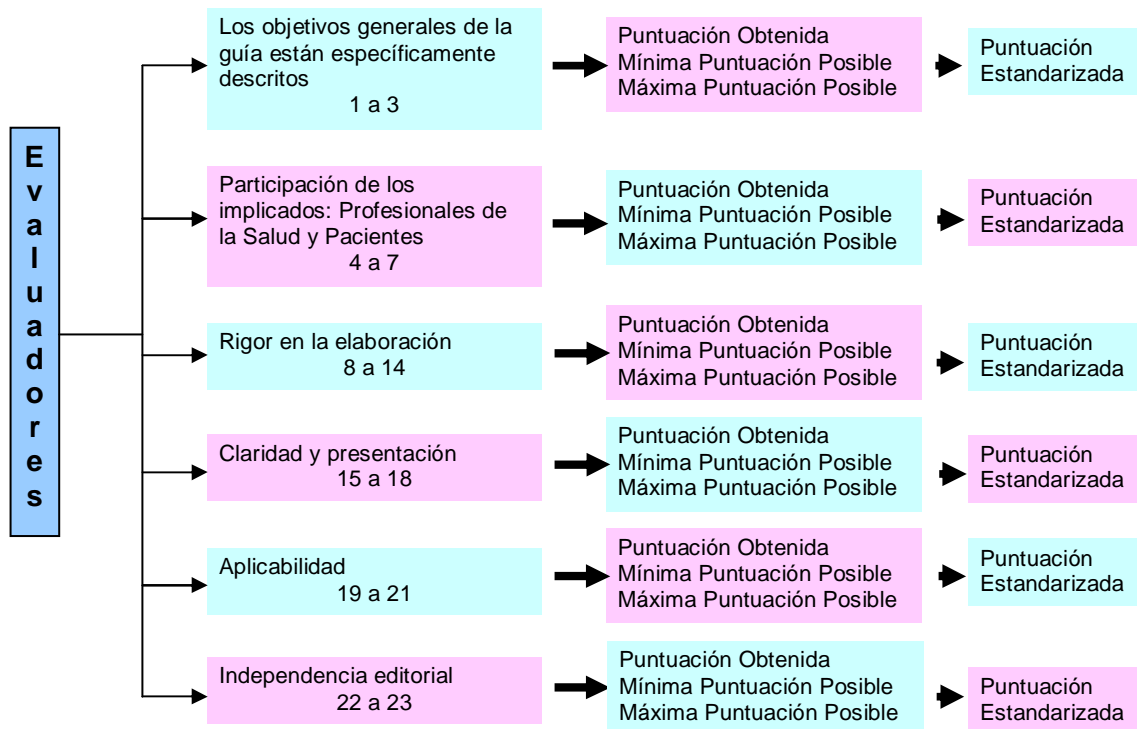 Evaluadores
Los objetivos generales de la
guía están específicamente
descritos
1 a 3
Puntuación Obtenida
Mínima Puntuación Posible
Máxima Puntuación Posible
Puntuación
Estandarizada
Participación de los
implicados: Profesionales de
la Salud y Pacientes
4 a 7
Puntuación Obtenida
Mínima Puntuación Posible
Máxima Puntuación Posible
Puntuación
Estandarizada
Rigor en la elaboración
8 a 14
Puntuación Obtenida
Mínima Puntuación Posible
Máxima Puntuación Posible
Puntuación
Estandarizada
Claridad y presentación
15 a 18
Puntuación Obtenida
Mínima Puntuación Posible
Máxima Puntuación Posible
Puntuación
Estandarizada
Aplicabilidad
19 a 21
Puntuación Obtenida
Mínima Puntuación Posible
Máxima Puntuación Posible
Puntuación
Estandarizada
Independencia editorial
22 a 23
Puntuación Obtenida
Mínima Puntuación Posible
Máxima Puntuación Posible
Puntuación
Estandarizada